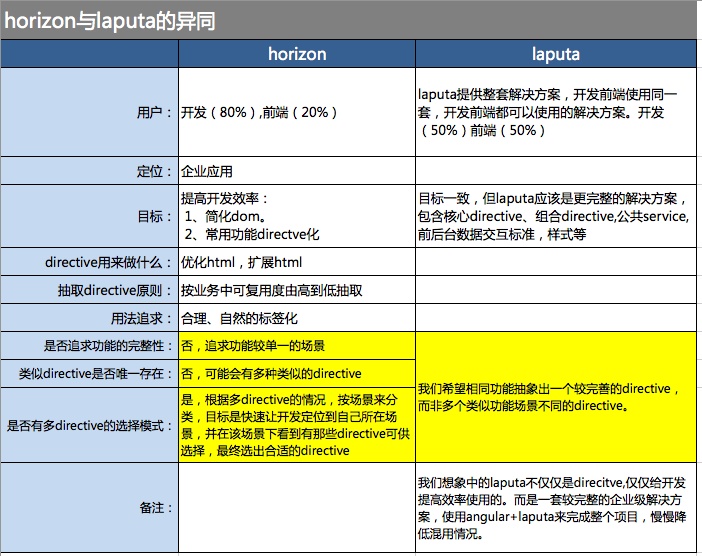 horizon与laputa的异同
horizon
laputa
用户：
开发（80%）,前端（20%）
laputa提供整套解决方案，开发前端使用同一
套，开发前端都可以使用的解决方案。开发
（50%）前端（50%）
定位：
企业应用
目标：
提高开发效率：
1、简化dom。
2、常用功能directve化
目标一致，但laputa应该是更完整的解决方案，
包含核心directive、组合directive,公共service,
前后台数据交互标准，样式等
directive用来做什么：
优化html，扩展html
抽取directive原则：
按业务中可复用度由高到低抽取
用法追求：
合理、自然的标签化
是否追求功能的完整性：
否，追求功能较单一的场景
类似directive是否唯一存在：
否，可能会有多种类似的directive
是否有多directive的选择模式：
是，根据多directive的情况，按场景来分
类，目标是快速让开发定位到自己所在场
景，并在该场景下看到有那些directive可供
选择，最终选出合适的directive
我们希望相同功能抽象出一个较完善的directive，
而非多个类似功能场景不同的directive。
备注：
我们想象中的laputa不仅仅是direcitve,仅仅给开发
提高效率使用的。而是一套较完整的企业级解决方
案，使用angular+laputa来完成整个项目，慢慢降
低混用情况。